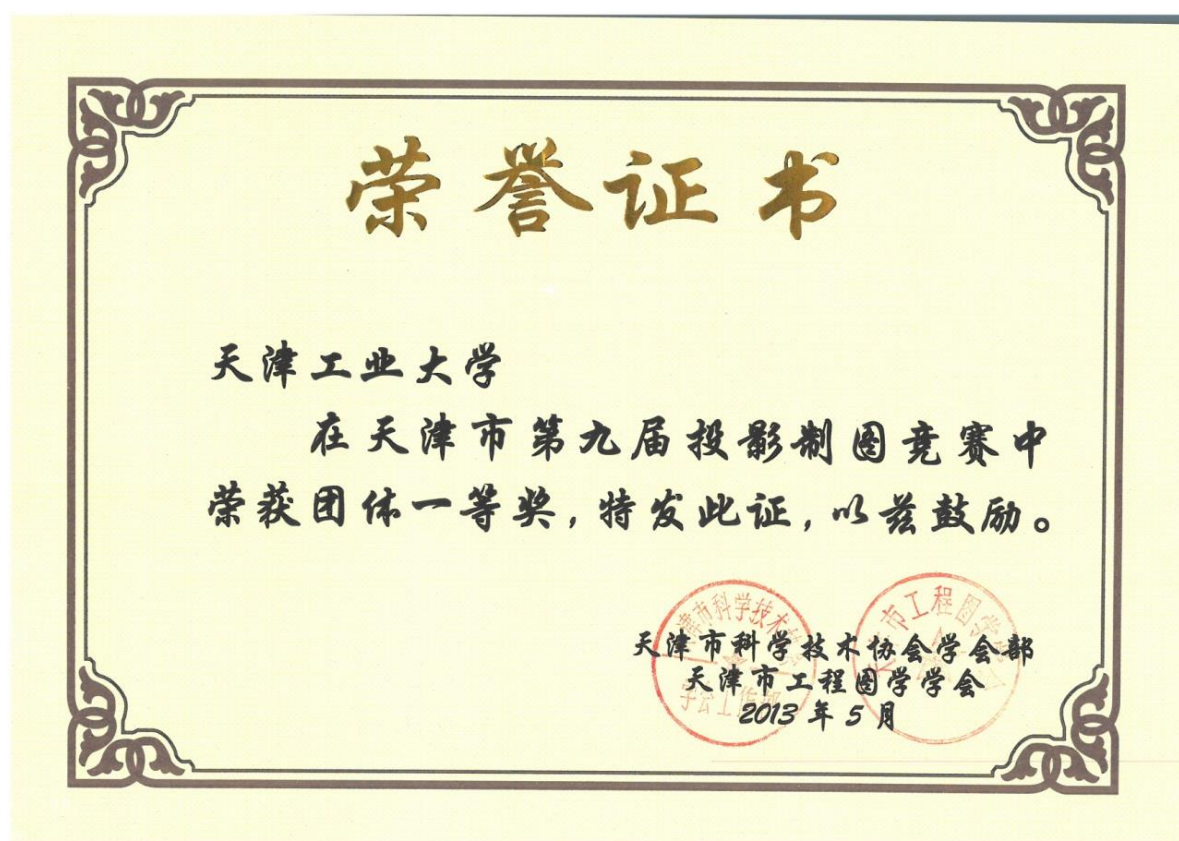 荣誉证书
天津工业大学
在天津市第九届投影制图竞赛中
荣获团体一等奖,特发此证,以兹鼓励。
天津市科学技术协会学会部
天津市工程图学学会
2013年5月